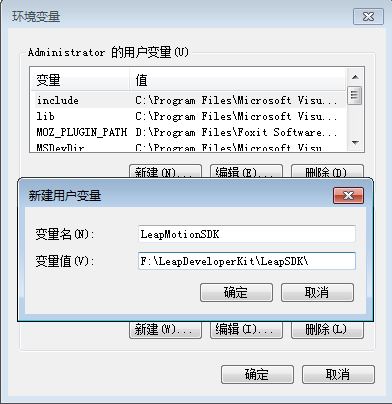 环境变量
Administrator 的用户变量(U)
变量 值
include C:\Program Files\Microsoft Visu...
lib C:\Program Files\Microsoft Visu...
MOZ_PLUGIN_PATH D:\Program Files\Foxit Software...
MSDevDir C:\Program Files\Microsoft Visu...
新建(N)... 编辑(E)... 删除(D)
新建用户变量
变量名(N): LeapMotionSDK
变量值(V): F:\LeapDeveloperKit\LeapSDK\
确定 取消
新建(W)... 编辑(I)... 删除(L)
确定 取消